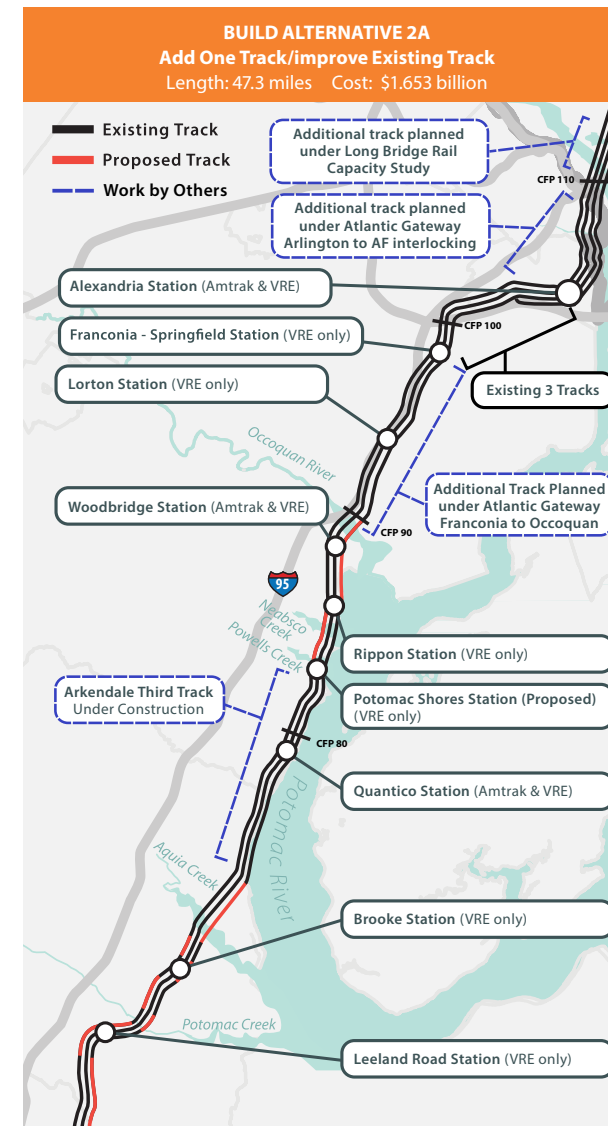 BUILD ALTERNATIVE 2A
Add One Track/improve Existing Track
Length: 47.3 miles Cost: $1.653 billion
Existing Track
Proposed Track
Work by Others
Additional track planned
under Long Bridge Rail
Capacity Study
CFP 110
Additional track planned
under Atlantic Gateway
Arlington to AF interlocking
Alexandria Station (Amtrak & VRE)
CFP 100
Franconia - Springfield Station (VRE only)
Lorton Station (VRE only)
Existing 3 Tracks
Occoquan River
Additional Track Planned
under Atlantic Gateway
Franconia to Occoquan
Woodbridge Station (Amtrak & VRE)
CFP 90
95
Neabsco
Creek
Powells Creek
Rippon Station (VRE only)
Arkendale Third Track
Under Construction
Potomac Shores Station (Proposed)
(VRE only)
CFP 80
Quantico Station (Amtrak & VRE)
Potomac River
Aquia Creek
Brooke Station (VRE only)
Potomac Creek
Leeland Road Station (VRE only)